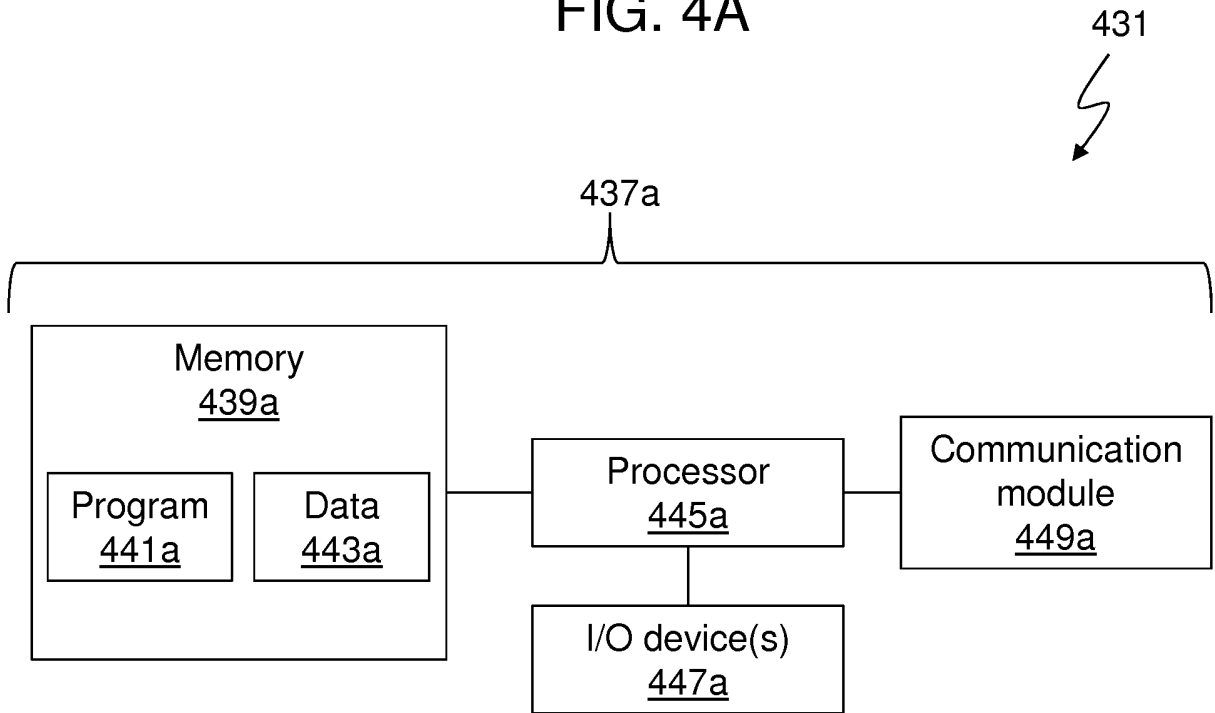 FIG. 4A
431
437a
Memory
439a
Program
441a
Data
443a
Processor
445a
I/O device(s)
447a
Communication
module
449a